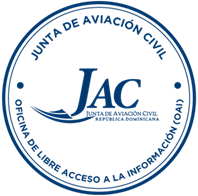 JUNTA DE AVIACIÓN CIVIL
JAC
JUNTA DE AVIACIÓN CIVIL
REPÚBLICA DOMINICANA
OFICINA DE LIBRE ACCESO A LA INFORMACIÓN (OAI)